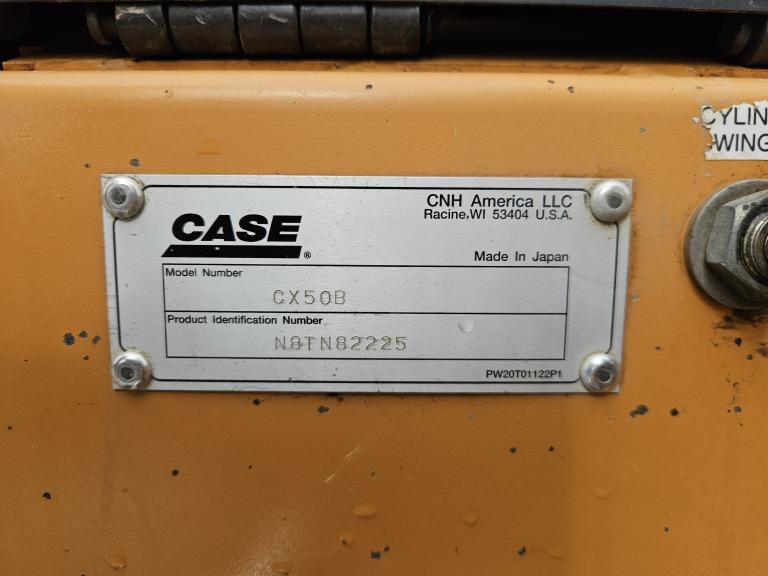 CYLIN
SWING
CNH America LLC
Racine,WI 53404 U.S.A.
CASE®
Made In Japan
Model Number
CX50B
Product Identification Number
N8TN82225
PW20T01122P1